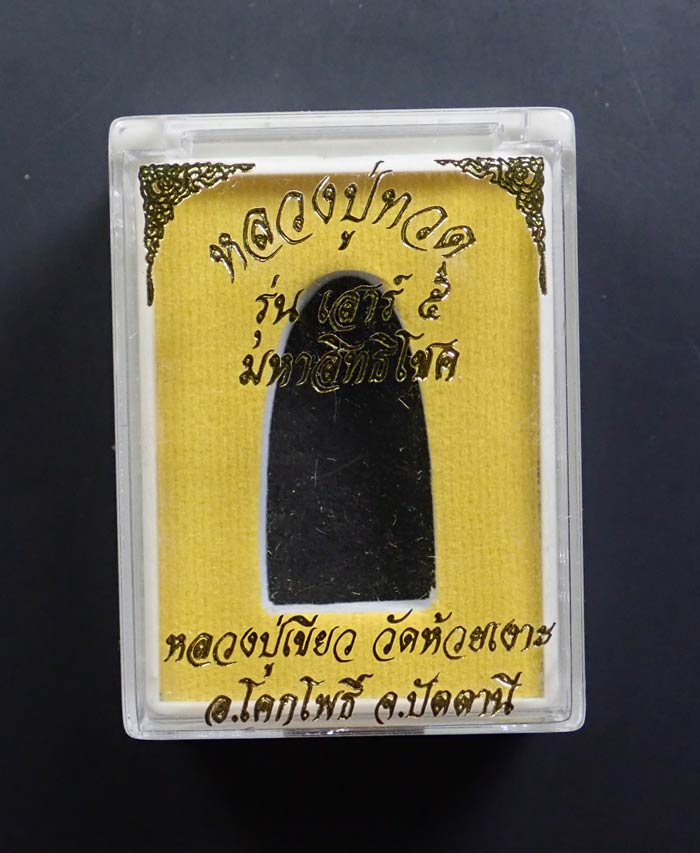 หลวงปู่ทวด
รุ่น เสาร์ ๕
มหาสิทธิโชค
หลวงปู่เขียว วัดห้วยเงาะ
อ.โคกโพธิ์ จ.ปัตตานี